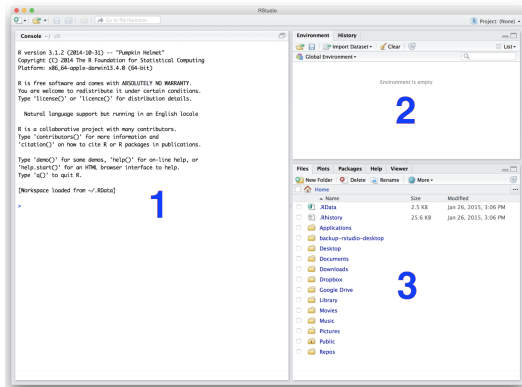 RStudio
Go to file/function
Project: (None)
Console ~/
R version 3.1.2 (2014-10-31) -- "Pumpkin Helmet"
Copyright (C) 2014 The R Foundation for Statistical Computing
Platform: x86_64-apple-darwin13.4.0 (64-bit)
R is free software and comes with ABSOLUTELY NO WARRANTY.
You are welcome to redistribute it under certain conditions.
Type 'license()' or 'licence()' for distribution details.
Natural language support but running in an English locale
R is a collaborative project with many contributors.
Type 'contributors()' for more information and
'citation()' on how to cite R or R packages in publications.
Type 'demo()' for some demos, 'help()' for on-line help, or
'help.start()' for an HTML browser interface to help.
Type 'q()' to quit R.
[Workspace loaded from ~/.RData]
>
1
Environment History
Import Dataset Clear List
Global Environment
Environment is empty
2
Files Plots Packages Help Viewer
New Folder Delete Rename More
Home
Name Size Modified
.RData 2.5 KB Jan 26, 2015, 3:06 PM
.Rhistory 25.6 KB Jan 26, 2015, 3:06 PM
Applications
backup-rstudio-desktop
Desktop
Documents
Downloads
Dropbox
Google Drive
Library
Movies
Music
Pictures
Public
Repos
3